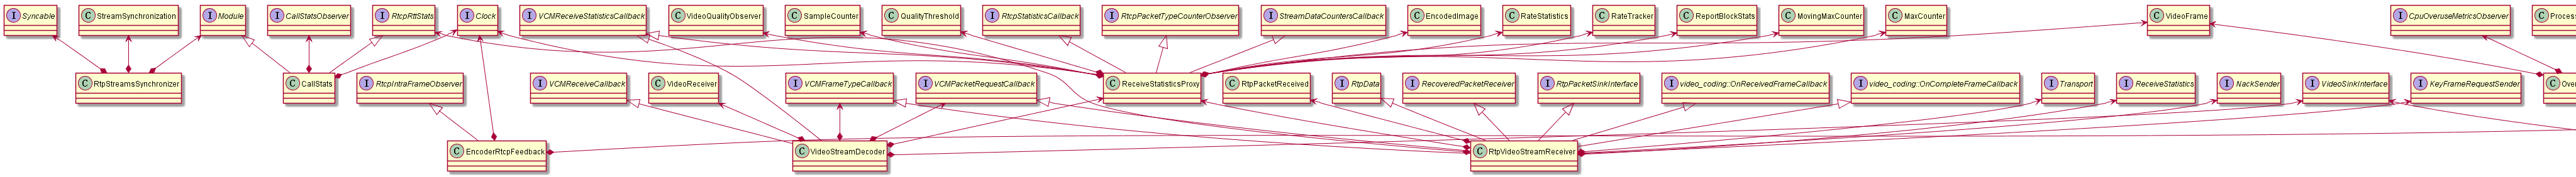 I Syncable
C StreamSynchronization
I Module
I CallStatsObserver
I RtcpRttStats
I Clock
I VCMReceiveStatisticsCallback
C VideoQualityObserver
C SampleCounter
C QualityThreshold
I RtcpStatisticsCallback
I RtcpPacketTypeCounterObserver
I StreamDataCountersCallback
C EncodedImage
C RateStatistics
C RateTracker
C ReportBlockStats
C MovingMaxCounter
C MaxCounter
C VideoFrame
I CpuOveruseMetricsObserver
C Process
C RtpStreamsSynchronizer
C CallStats
I RtcpIntraFrameObserver
I VCMReceiveCallback
C VideoReceiver
I VCMFrameTypeCallback
I VCMPacketRequestCallback
C ReceiveStatisticsProxy
C RtpPacketReceived
I RtpData
I RecoveredPacketReceiver
I RtpPacketSinkInterface
I video_coding::OnReceivedFrameCallback
I video_coding::OnCompleteFrameCallback
I Transport
I ReceiveStatistics
I NackSender
I VideoSinkInterface
I KeyFrameRequestSender
C Over
C EncoderRtcpFeedback
C VideoStreamDecoder
C RtpVideoStreamReceiver